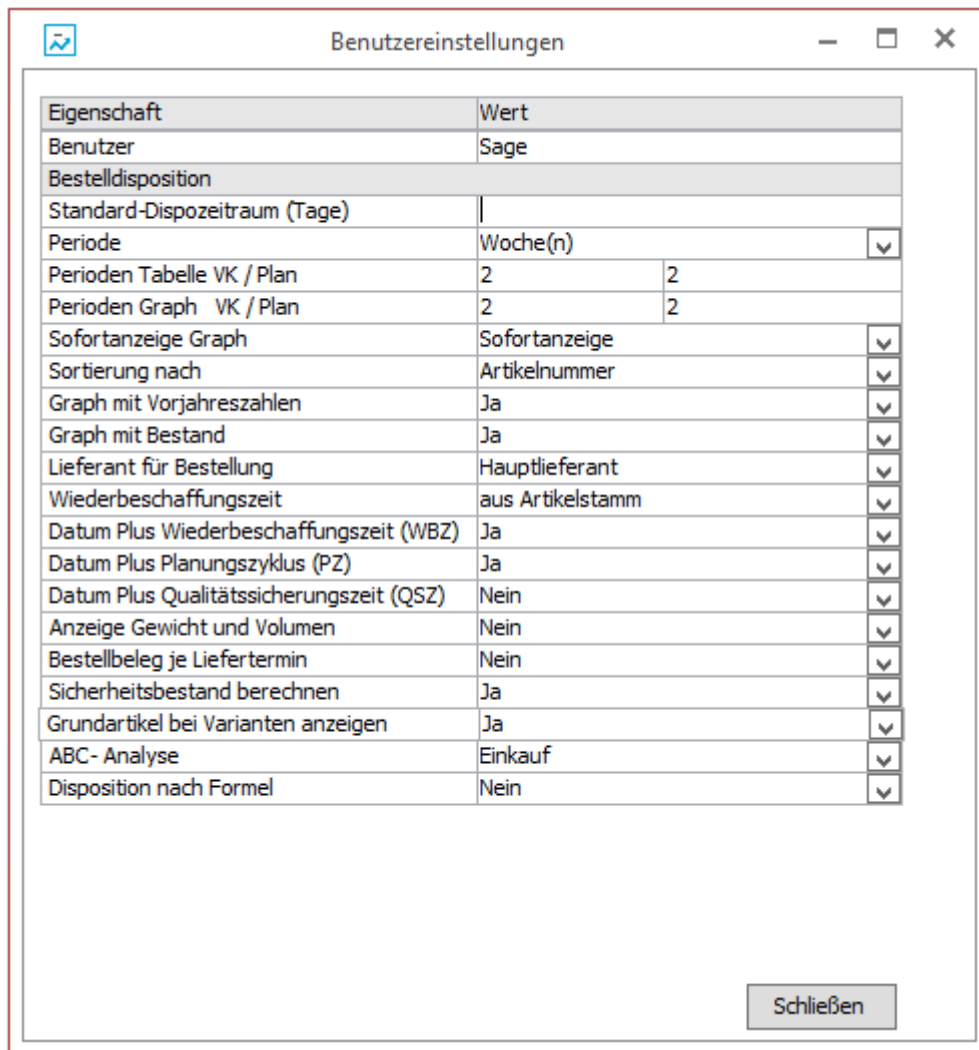 Benutzereinstellungen
Eigenschaft Wert
Benutzer Sage
Bestelldisposition
Standard-Dispozeitraum (Tage)
Periode Woche(n)
Perioden Tabelle VK / Plan 2 2
Perioden Graph VK / Plan 2 2
Sofortanzeige Graph Sofortanzeige
Sortierung nach Artikelnummer
Graph mit Vorjahreszahlen Ja
Graph mit Bestand Ja
Lieferant für Bestellung Hauptlieferant
Wiederbeschaffungszeit aus Artikelstamm
Datum Plus Wiederbeschaffungszeit (WBZ) Ja
Datum Plus Planungszyklus (PZ) Ja
Datum Plus Qualitätssicherungszeit (QSZ) Nein
Anzeige Gewicht und Volumen Nein
Bestellbeleg je Liefertermin Nein
Sicherheitsbestand berechnen Ja
Grundartikel bei Varianten anzeigen Ja
ABC- Analyse Einkauf
Disposition nach Formel Nein
Schließen